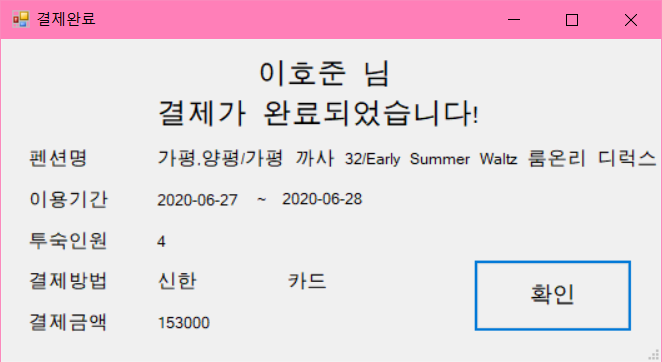 결제완료
이호준 님
결제가 완료되었습니다!
펜션명 가평,양평/가평 까사 32/Early Summer Waltz 룸온리 디럭스
이용기간 2020-06-27 ~ 2020-06-28
투숙인원 4
결제방법 신한 카드
확인
결제금액 153000